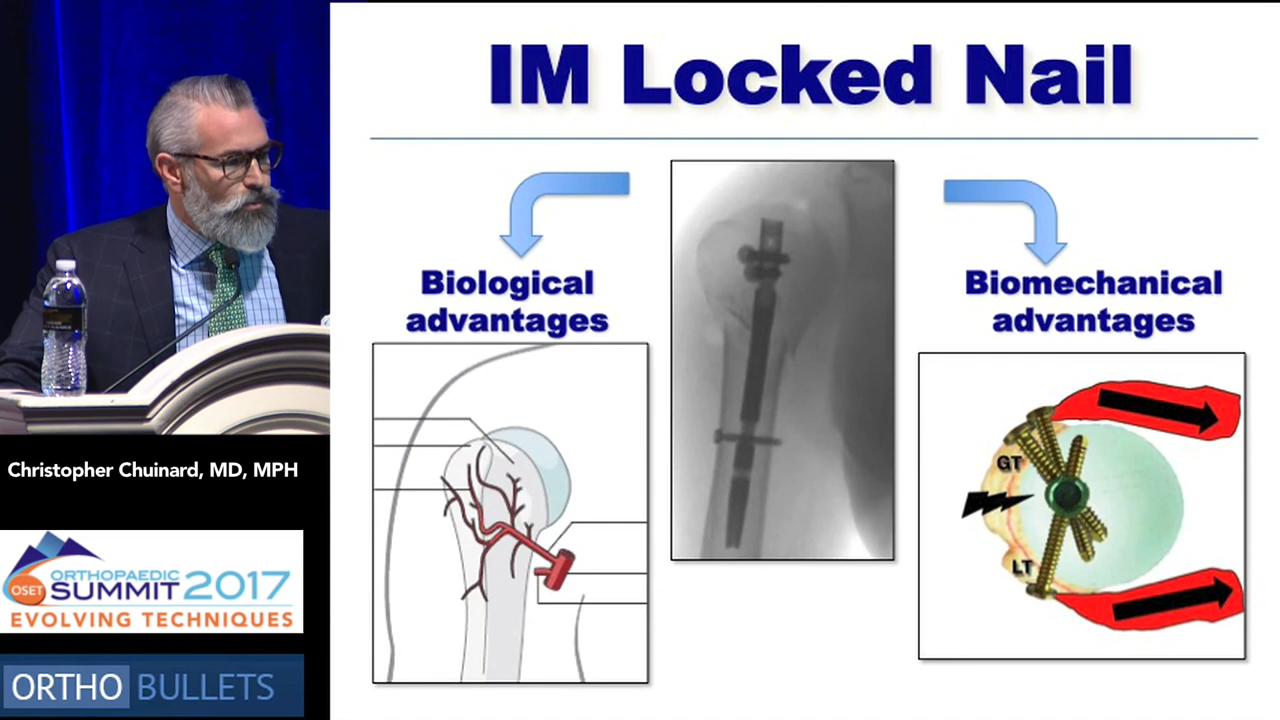 IM Locked Nail
Biological
advantages
Biomechanical
advantages
GT
LT
Christopher Chuinard, MD, MPH
OSET
ORTHOPAEDIC
SUMMIT 2017
EVOLVING TECHNIQUES
ORTHO BULLETS